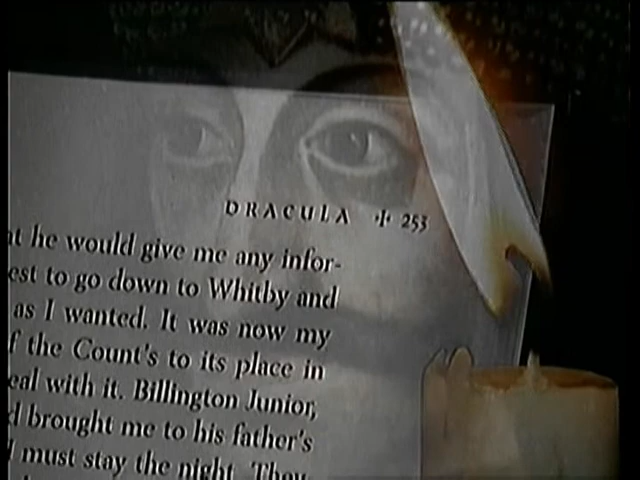 DRACULA ✢ 253
at he would give me any infor-
est to go down to Whitby and
as I wanted. It was now my
f the Count's to its place in
eal with it. Billington Junior,
d brought me to his father's
must stay the night. They